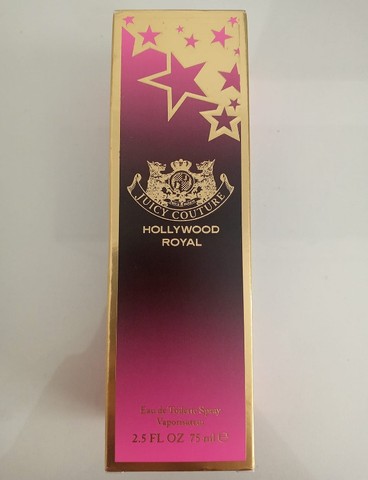 JUICY COUTURE
HOLLYWOOD
ROYAL
Eau de Toilette Spray
Vaporisateur
2.5 FL OZ 75 ml ℮